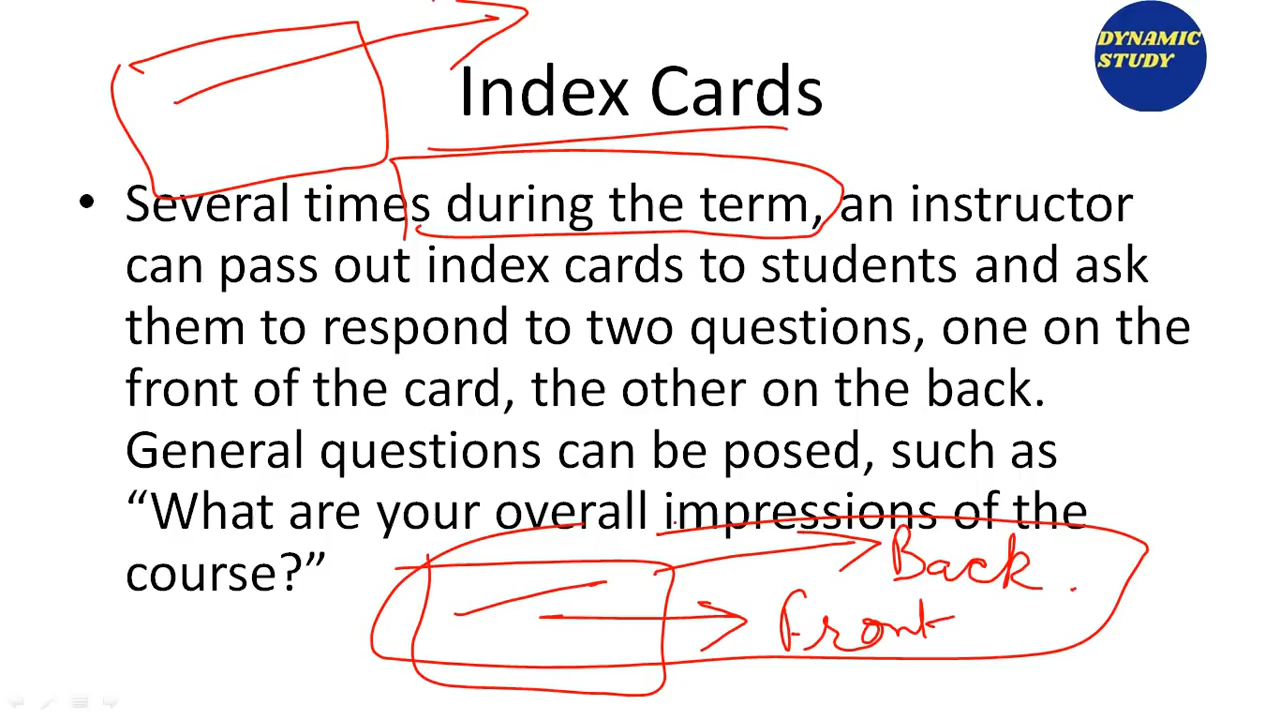 DYNAMIC
STUDY
Index Cards
• Several times during the term, an instructor
can pass out index cards to students and ask
them to respond to two questions, one on the
front of the card, the other on the back.
General questions can be posed, such as
“What are your overall impressions of the
course?”
Back.
Front